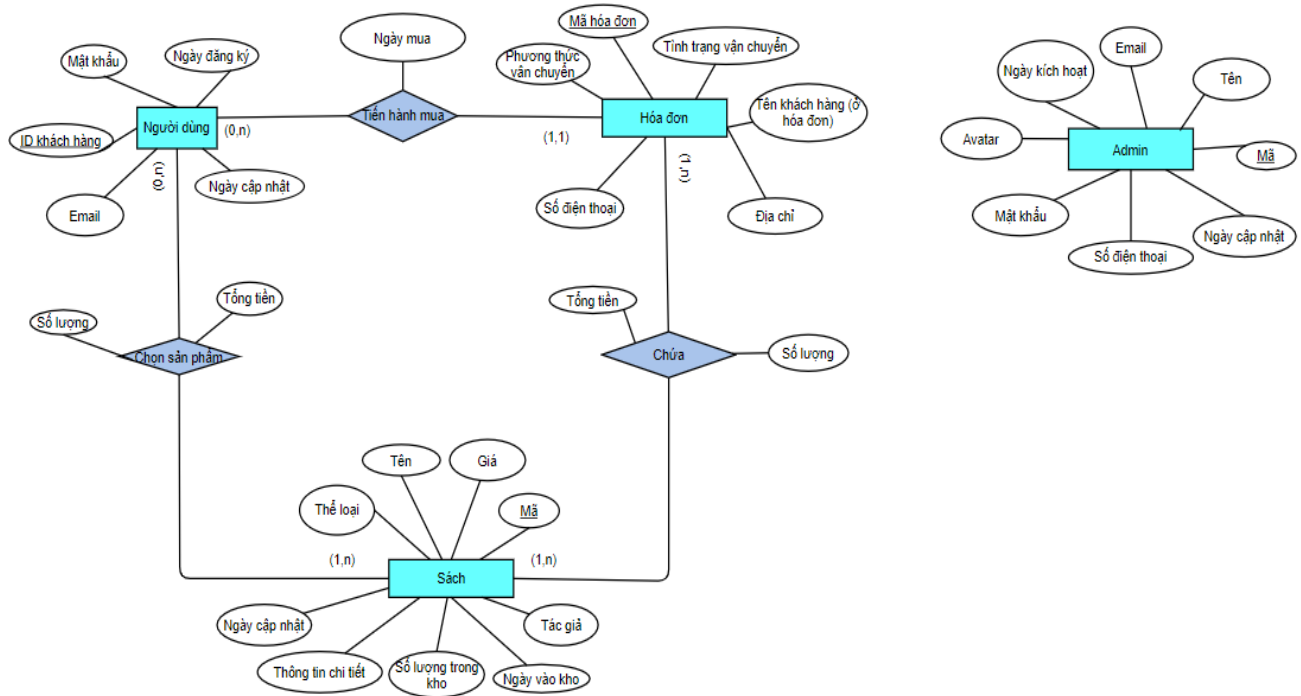 Ngày mua
Mã hóa đơn
Tình trạng vận chuyển
Phương thức
vận chuyển
Mật khẩu
Ngày đăng ký
Người dùng
(0,n)
Tiến hành mua
(1,1)
Hóa đơn
Tên khách hàng (ở
hóa đơn)
ID khách hàng
(0,n)
Email
Ngày cập nhật
(1,n)
Số điện thoại
Địa chỉ
Ngày kích hoạt
Email
Tên
Avatar
Admin
Mã
Mật khẩu
Số điện thoại
Ngày cập nhật
Số lượng
Tổng tiền
Chọn sản phẩm
Tổng tiền
Chứa
Số lượng
Tên
Giá
Thể loại
Mã
(1,n)
(1,n)
Sách
Ngày cập nhật
Thông tin chi tiết
Số lượng trong
kho
Ngày vào kho
Tác giả